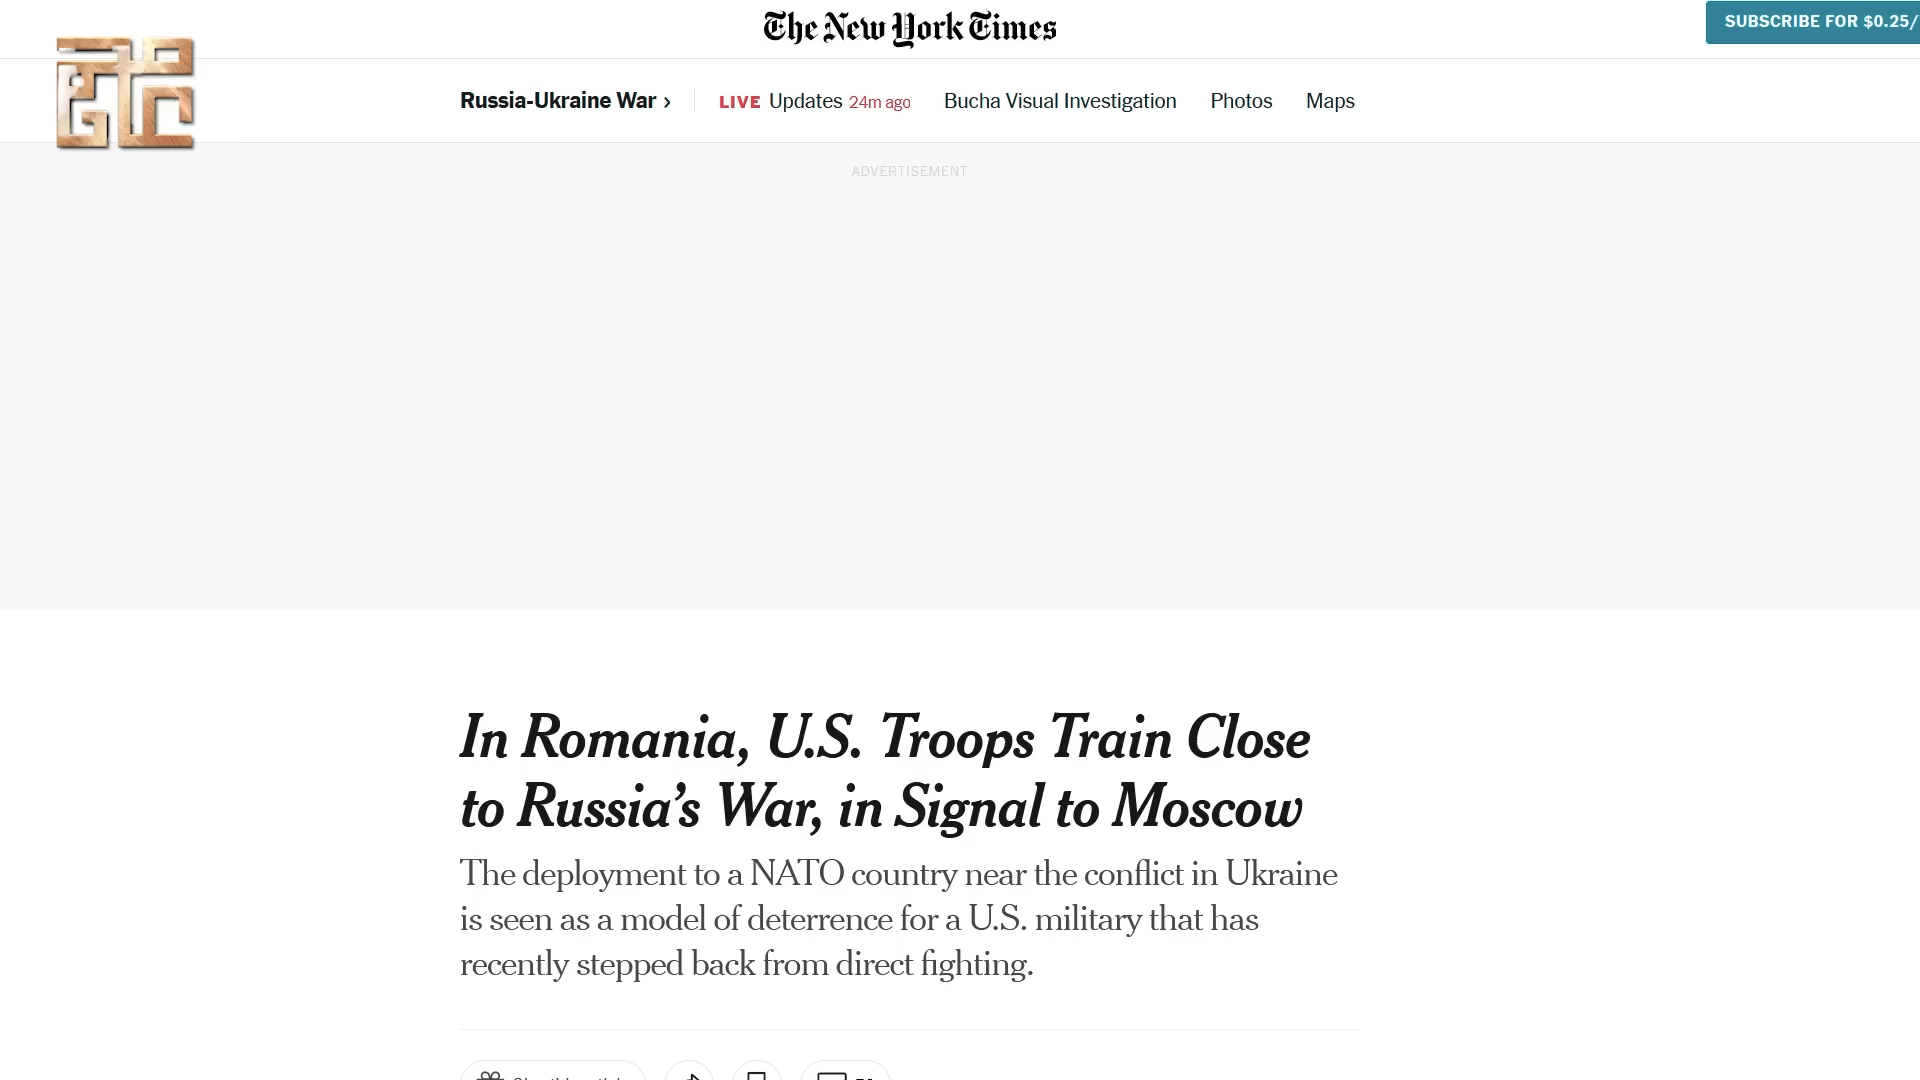 The New York Times
SUBSCRIBE FOR $0.25/
Russia-Ukraine War ›
LIVE Updates 24m ago
Bucha Visual Investigation
Photos
Maps
ADVERTISEMENT
In Romania, U.S. Troops Train Close
to Russia’s War, in Signal to Moscow
The deployment to a NATO country near the conflict in Ukraine
is seen as a model of deterrence for a U.S. military that has
recently stepped back from direct fighting.